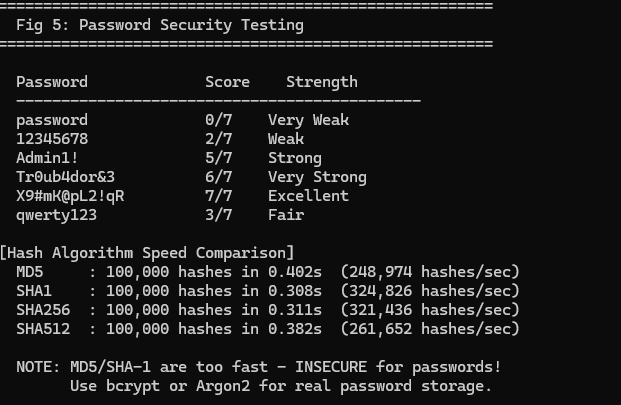 ======================================================
Fig 5: Password Security Testing
======================================================
Password Score Strength
---------------------------------------------
password 0/7 Very Weak
12345678 2/7 Weak
Admin1! 5/7 Strong
Tr0ub4dor&3 6/7 Very Strong
X9#mK@pL2!qR 7/7 Excellent
qwerty123 3/7 Fair
[Hash Algorithm Speed Comparison]
MD5 : 100,000 hashes in 0.402s (248,974 hashes/sec)
SHA1 : 100,000 hashes in 0.308s (324,826 hashes/sec)
SHA256 : 100,000 hashes in 0.311s (321,436 hashes/sec)
SHA512 : 100,000 hashes in 0.382s (261,652 hashes/sec)
NOTE: MD5/SHA-1 are too fast - INSECURE for passwords!
Use bcrypt or Argon2 for real password storage.